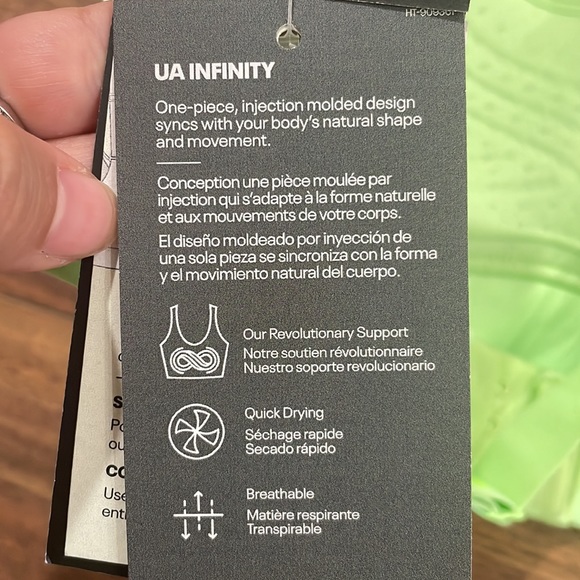 UA INFINITY
One-piece, injection molded design
syncs with your body's natural shape
and movement.
Conception une pièce moulée par
injection qui s'adapte à la forme naturelle
et aux mouvements de votre corps.
El diseño moldeado por inyección de
una sola pieza se sincroniza con la forma
y el movimiento natural del cuerpo.
Our Revolutionary Support
Notre soutien révolutionnaire
Nuestro soporte revolucionario
Quick Drying
Séchage rapide
Secado rápido
Breathable
Matière respirante
Transpirable